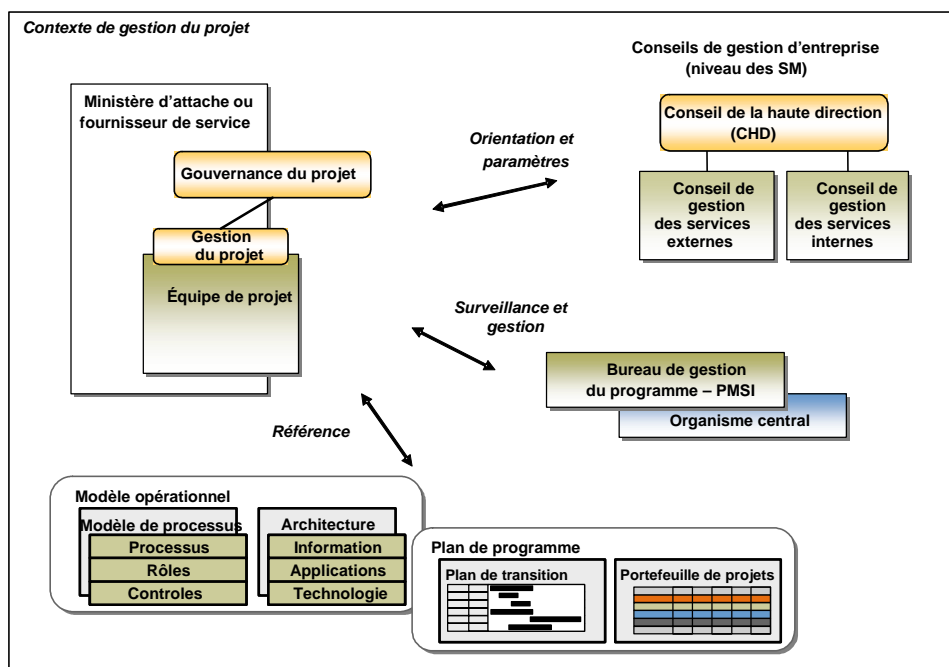 Contexte de gestion du projet
Conseils de gestion d'entreprise
(niveau des SM)
Ministère d'attache ou
fournisseur de service
Conseil de la haute direction
(CHD)
Orientation et
paramètres
Gouvernance du projet
Conseil de
gestion
des services
externes
Conseil de
gestion
des services
internes
Gestion
du projet
Équipe de projet
Surveillance et
gestion
Bureau de gestion
du programme – PMSI
Organisme central
Référence
Modèle opérationnel
Modèle de processus
Processus
Rôles
Controles
Architecture
Information
Applications
Technologie
Plan de programme
Plan de transition
Portefeuille de projets